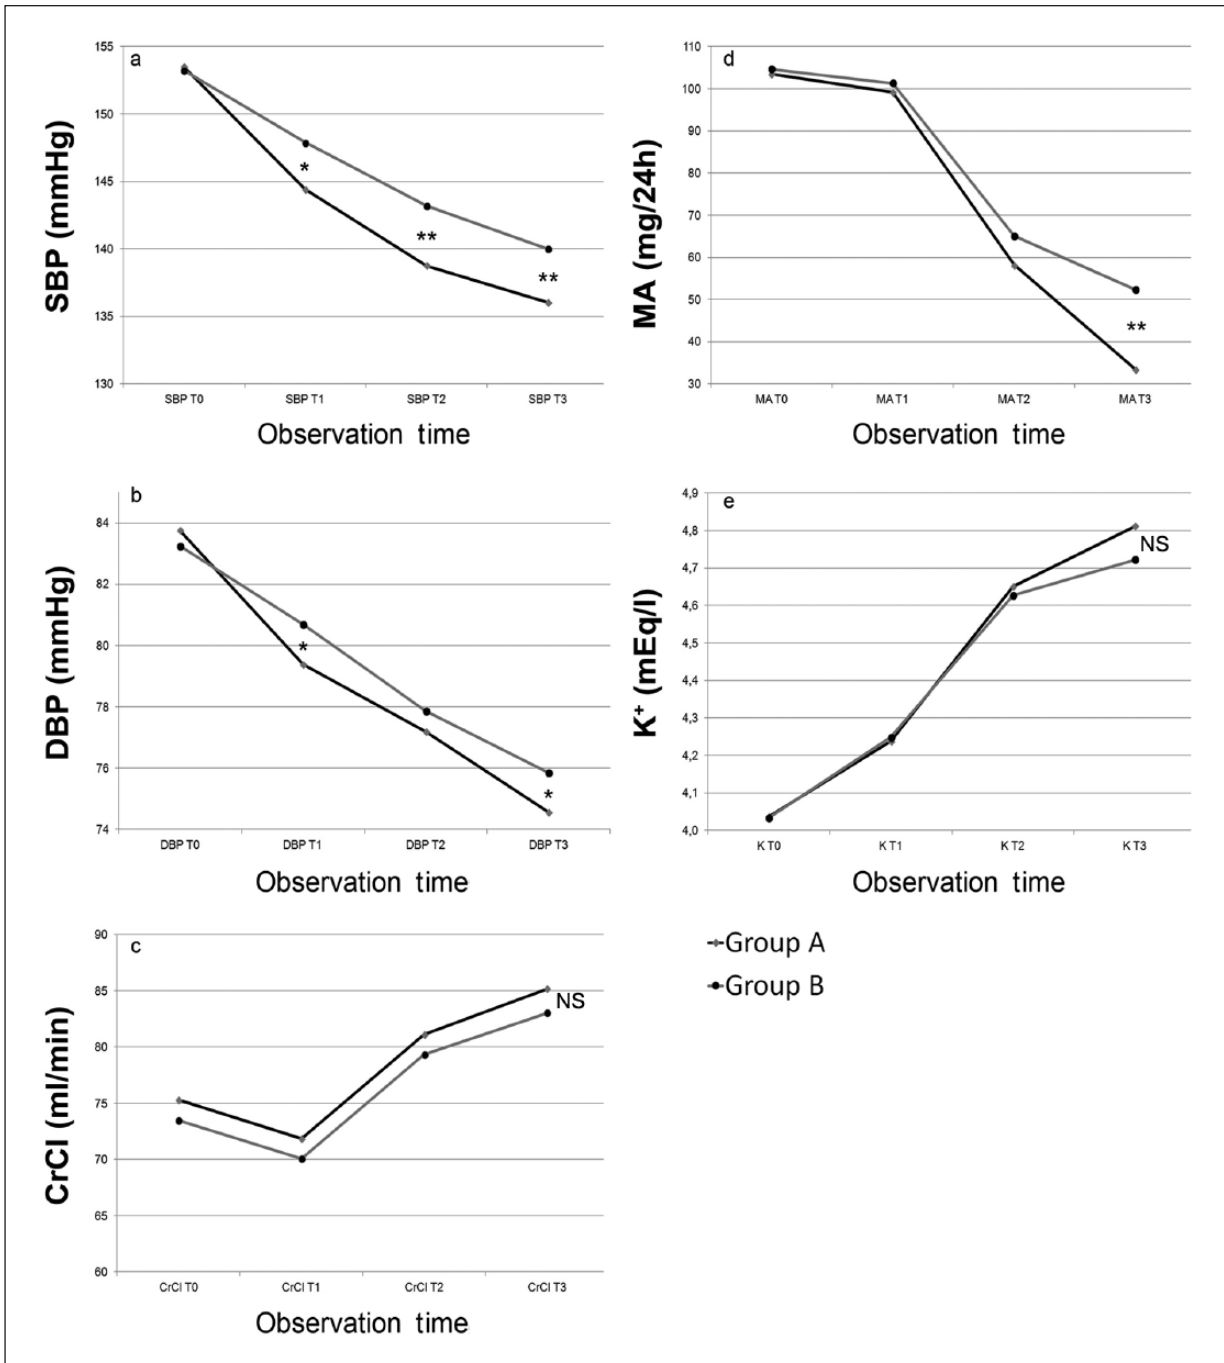 a
155
150
145
140
135
130
SBP (mmHg)
*
**
**
SBP T0 SBP T1 SBP T2 SBP T3
Observation time
d
110
100
90
80
70
60
50
40
30
MA (mg/24h)
**
MA T0 MA T1 MA T2 MA T3
Observation time
b
84
82
80
78
76
74
DBP (mmHg)
*
*
DBP T0 DBP T1 DBP T2 DBP T3
Observation time
e
4,9
4,8
4,7
4,6
4,5
4,4
4,3
4,2
4,1
4,0
K⁺ (mEq/l)
NS
K T0 K T1 K T2 K T3
Observation time
c
90
85
80
75
70
65
60
CrCl (ml/min)
NS
CrCl T0 CrCl T1 CrCl T2 CrCl T3
Observation time
Group A
Group B